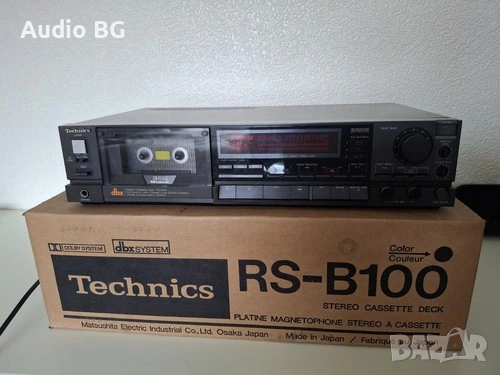 Audio BG
Technics
dbx
DOLBY SYSTEM
dbx SYSTEM
Color
Couleur
Technics
RS-B100
STEREO CASSETTE DECK
PLATINE MAGNETOPHONE STEREO A CASSETTE
Matsushita Electric Industrial Co., Ltd. Osaka Japan
Made in Japan / Fabriqué
BAZAR